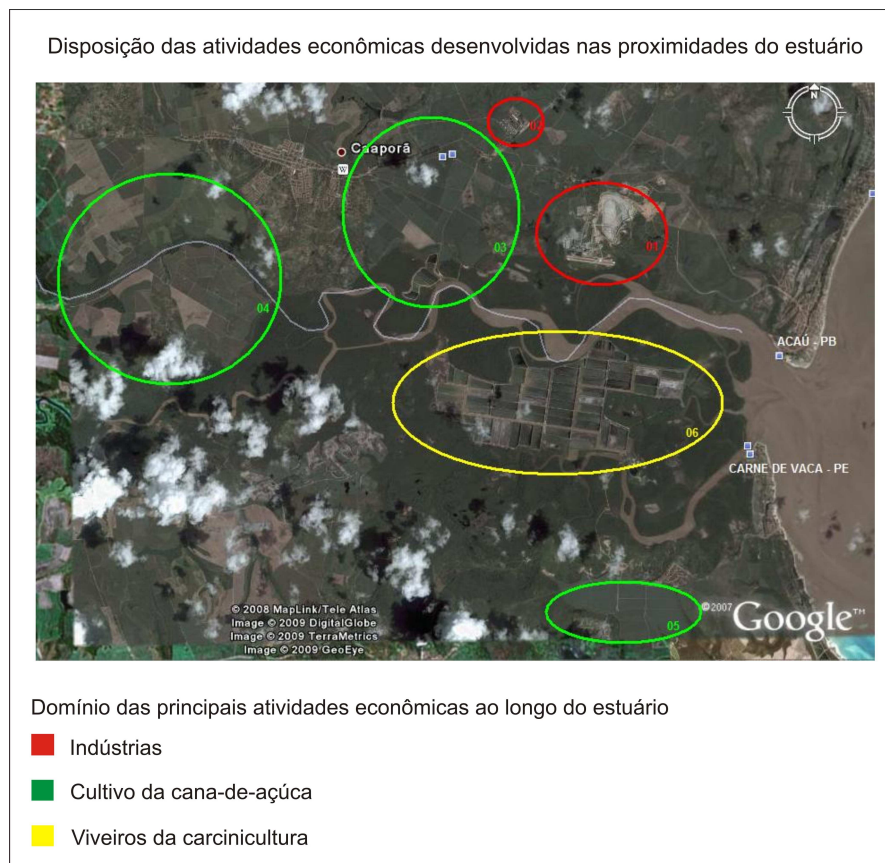 Disposição das atividades econômicas desenvolvidas nas proximidades do estuário
N
02
Caaporã
W
03
01
04
ACAÚ - PB
06
CARNE DE VACA - PE
© 2008 MapLink/Tele Atlas
Image © 2009 DigitalGlobe
Image © 2009 TerraMetrics
Image © 2009 GeoEye
©2007 Google™
05
Domínio das principais atividades econômicas ao longo do estuário
Indústrias
Cultivo da cana-de-açúca
Viveiros da carcinicultura